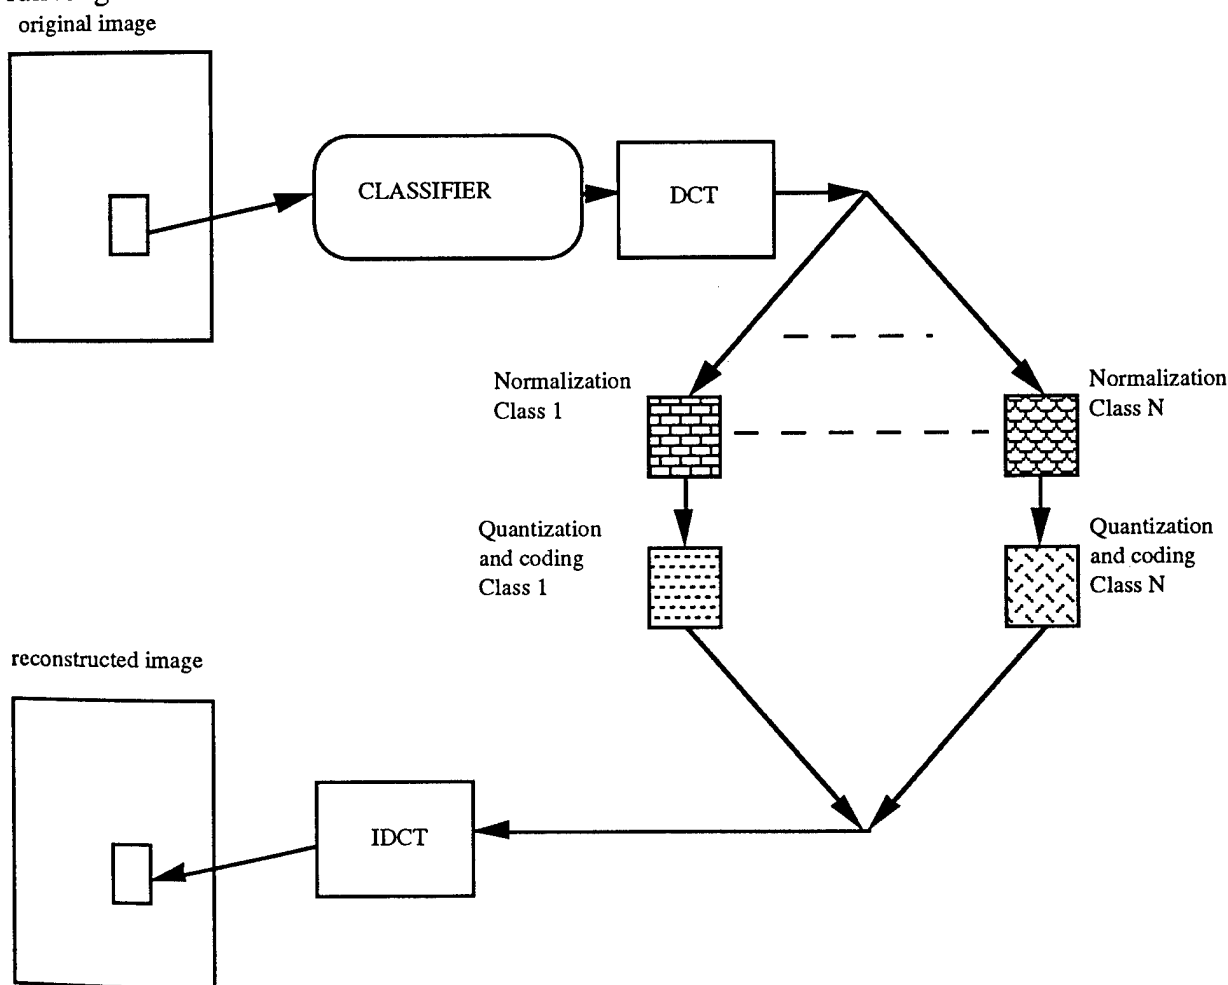 original image
CLASSIFIER
DCT
Normalization
Class 1
Normalization
Class N
Quantization
and coding
Class 1
Quantization
and coding
Class N
reconstructed image
IDCT